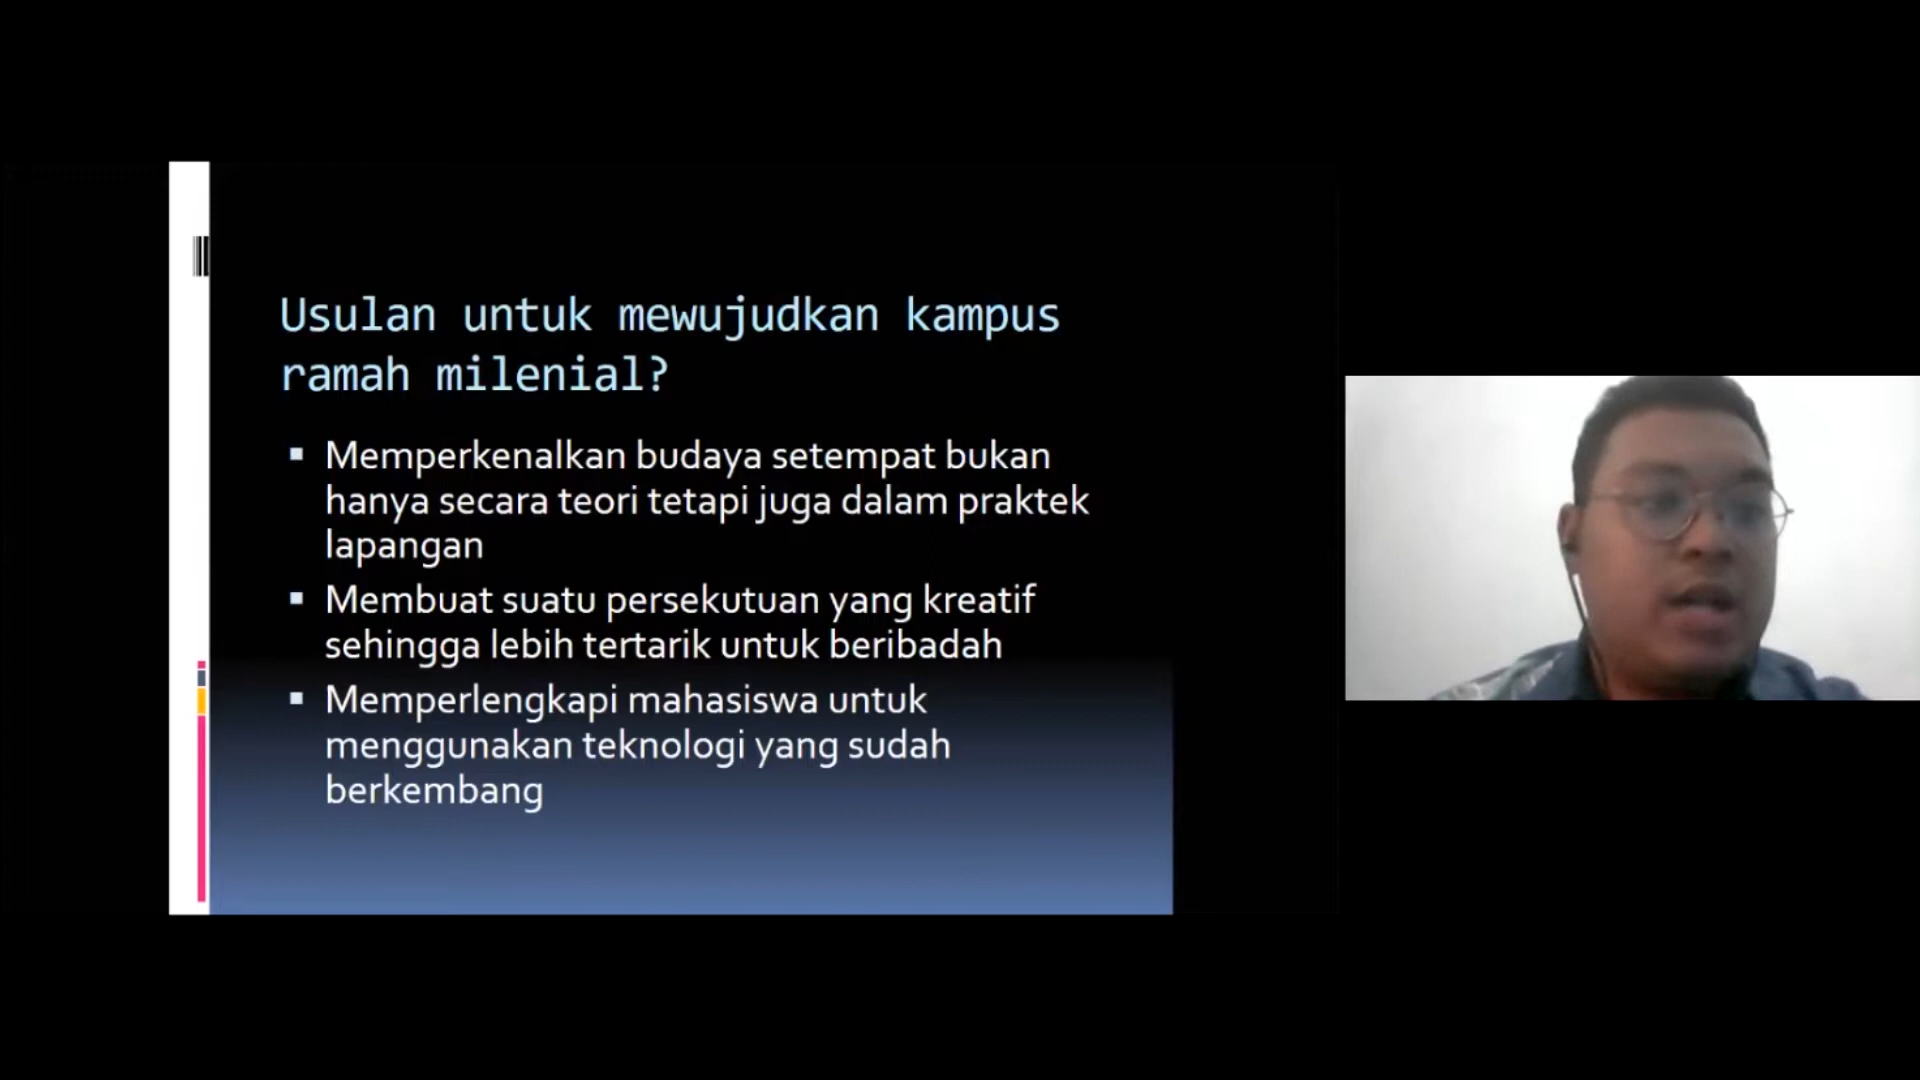 Usulan untuk mewujudkan kampus
ramah milenial?
Memperkenalkan budaya setempat bukan
hanya secara teori tetapi juga dalam praktek
lapangan
Membuat suatu persekutuan yang kreatif
sehingga lebih tertarik untuk beribadah
Memperlengkapi mahasiswa untuk
menggunakan teknologi yang sudah
berkembang